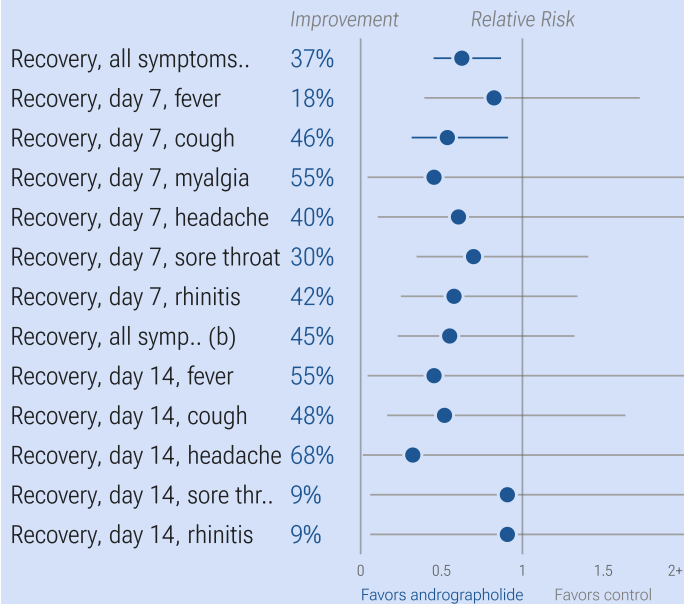 Improvement Relative Risk
Recovery, all symptoms.. 37%
Recovery, day 7, fever 18%
Recovery, day 7, cough 46%
Recovery, day 7, myalgia 55%
Recovery, day 7, headache 40%
Recovery, day 7, sore throat 30%
Recovery, day 7, rhinitis 42%
Recovery, all symp.. (b) 45%
Recovery, day 14, fever 55%
Recovery, day 14, cough 48%
Recovery, day 14, headache 68%
Recovery, day 14, sore thr.. 9%
Recovery, day 14, rhinitis 9%
0 0.5 1 1.5 2+
Favors andrographolide Favors control